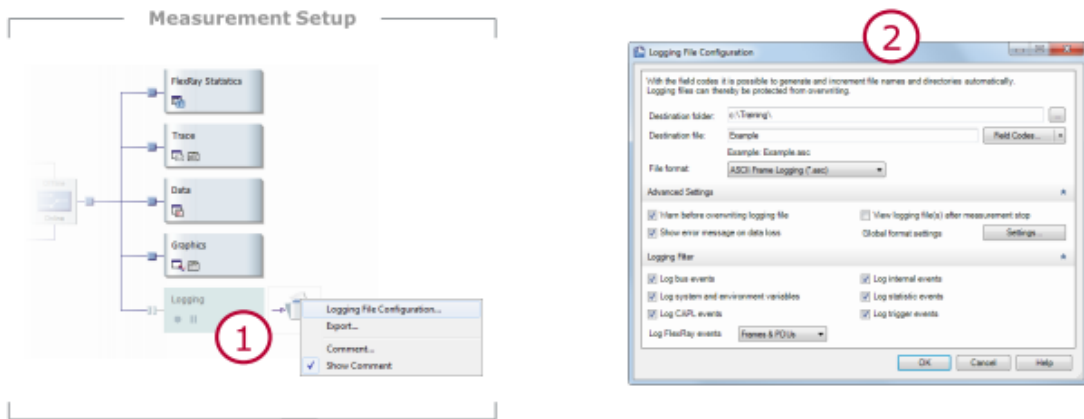 Measurement Setup
FlexRay Statistics
Trace
Data
Graphics
Logging
Online
1
Logging File Configuration...
Export...
Comment...
Show Comment
2
Logging File Configuration
With the field codes it is possible to generate and increment file names and directories automatically.
Logging files can thereby be protected from overwriting.
Destination folder: c:\Training\ ...
Destination file: Example Field Codes...
Example: Example.asc
File format: ASCII Frame Logging (*.asc)
Advanced Settings
Warn before overwriting logging file View logging file(s) after measurement stop
Show error message on data loss Global format settings Settings...
Logging Filter
Log bus events Log internal events
Log system and environment variables Log statistic events
Log CAPL events Log trigger events
Log FlexRay events: Frames & PDUs
OK Cancel Help